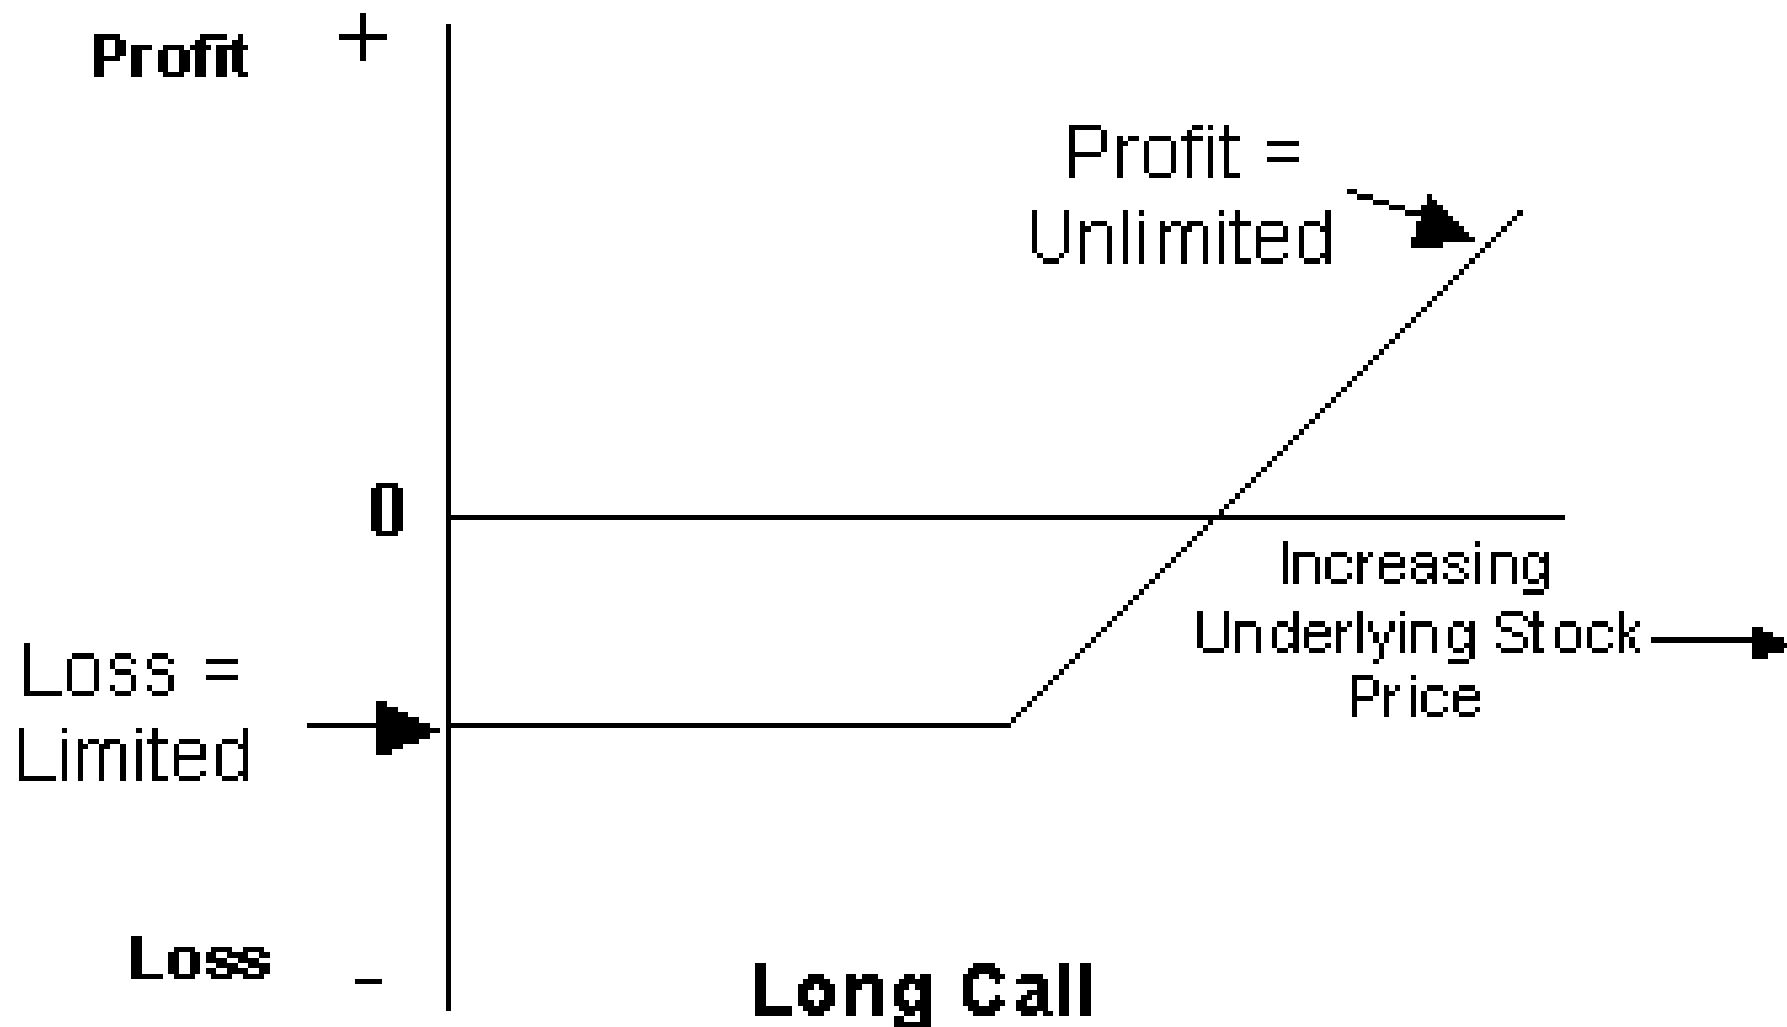 Profit +
Profit =
Unlimited
0
Increasing
Underlying Stock
Price
Loss =
Limited
Loss -
Long Call